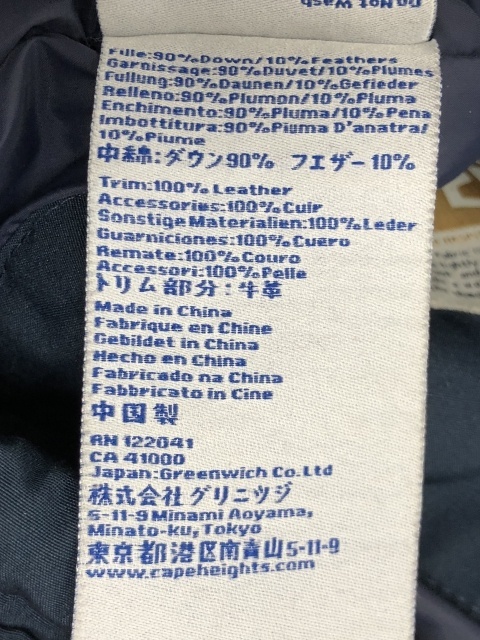 Do Not Wash
Fille:90%Down/10%Feathers
Garnissage:90%Duvet/10%Plumes
Fullung:90%Daunen/10%Gefieder
Relleno:90%Plumon/10%Pluma
Enchimento:90%Pluma/10%Pena
Imbottitura:90%Piuma D'anatra/
10%Piume
中綿:ダウン90% フェザー10%
Trim:100% Leather
Accessories:100%Cuir
Sonstige Materialien:100%Leder
Guarniciones:100%Cuero
Remate:100%Couro
Accessori:100%Pelle
トリム部分:牛革
Made in China
Fabrique en Chine
Gebildet in China
Hecho en China
Fabricado na China
Fabbricato in Cine
中国製
RN 122041
CA 41000
Japan:Greenwich Co.Ltd
株式会社グリニッジ
5-11-9 Minami Aoyama,
Minato-ku,Tokyo
東京都港区南青山5-11-9
www.capeheights.com